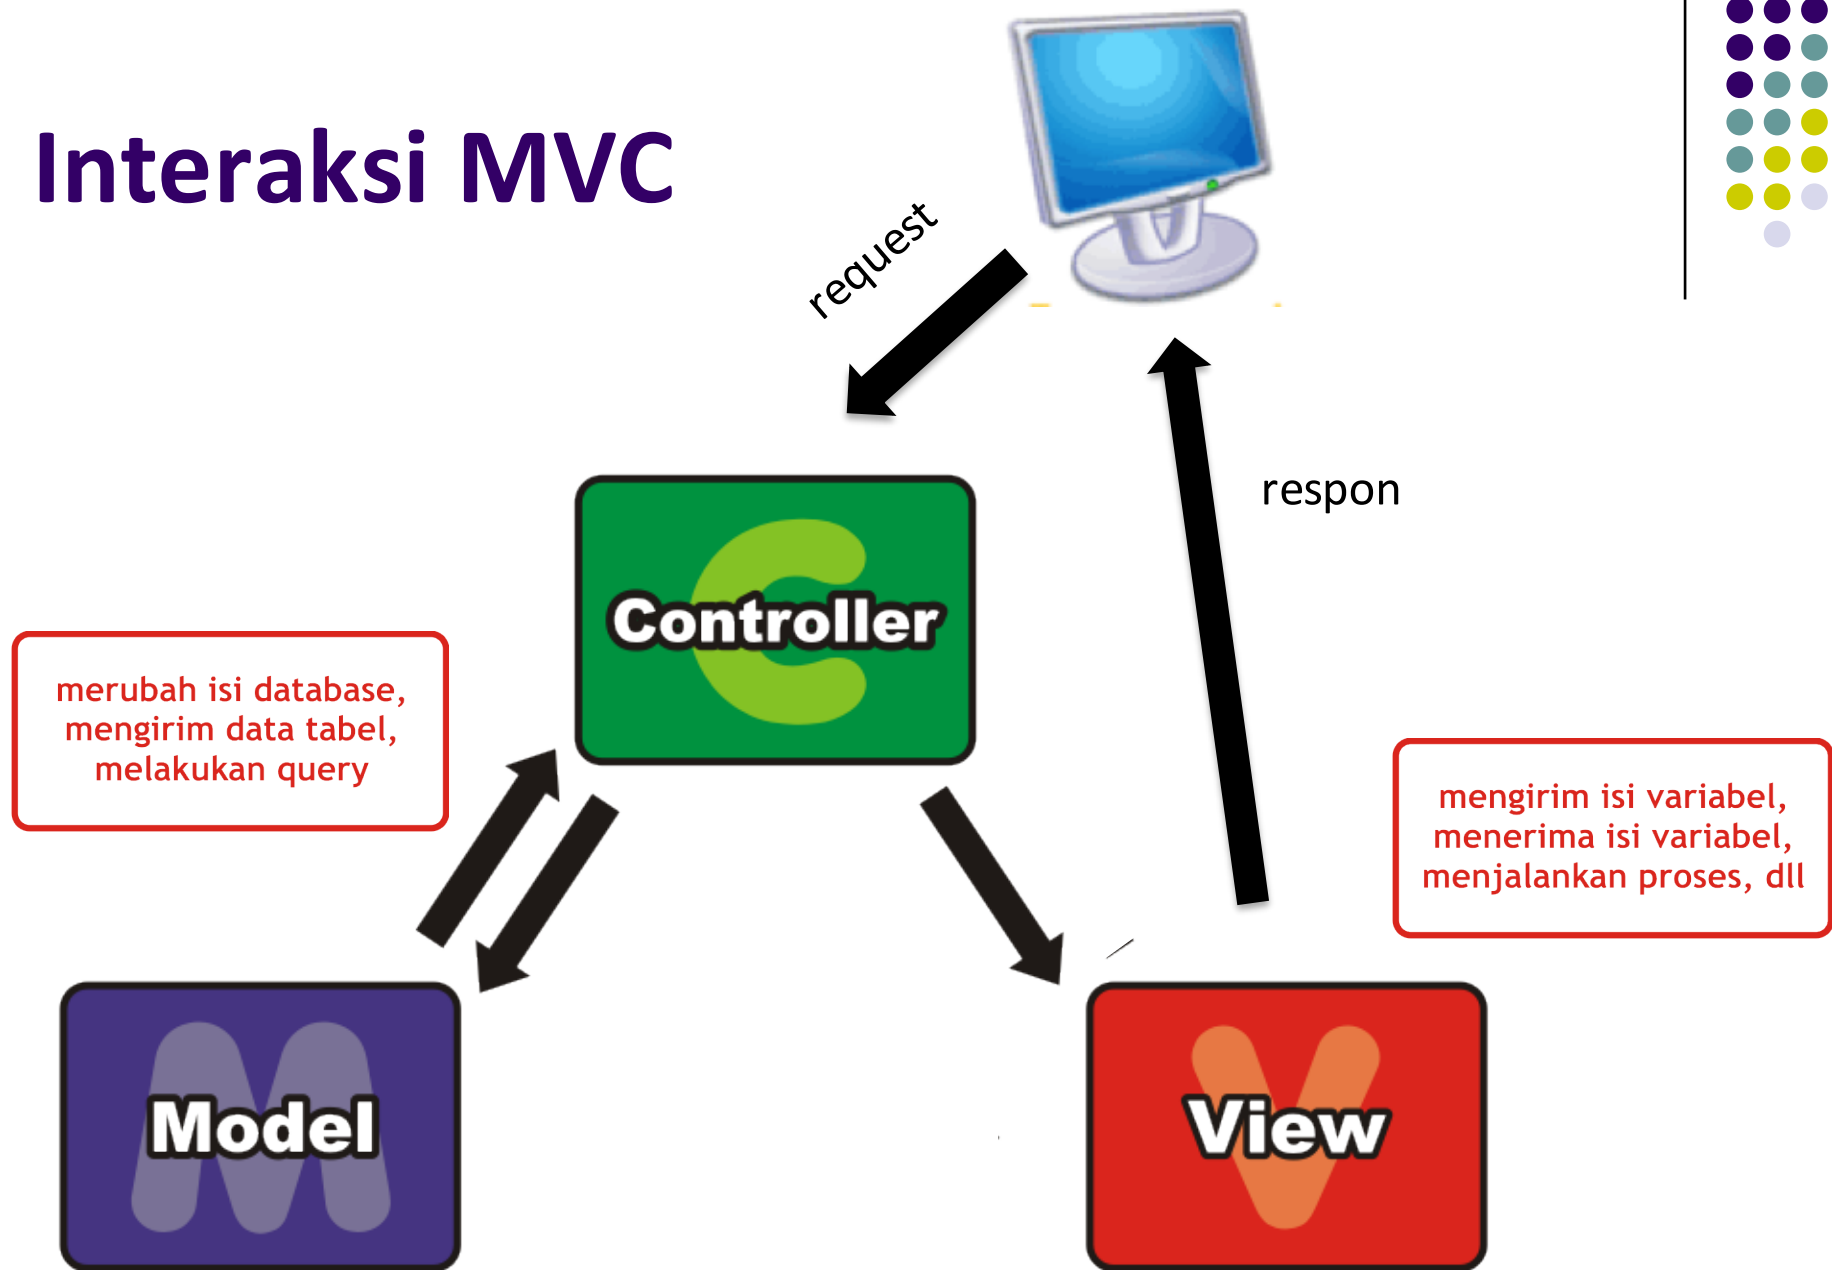 Interaksi MVC
request
respon
Controller
merubah isi database,
mengirim data tabel,
melakukan query
mengirim isi variabel,
menerima isi variabel,
menjalankan proses, dll
M
Model
V
View